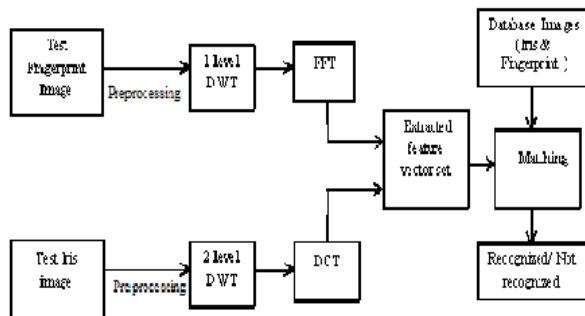 Test
Fingerprint
Image
Preprocessing
1 level
DWT
FFT
Database Images
( Iris &
Fingerprint )
Extracted
feature
vector set
Matching
Test Iris
image
Preprocessing
2 level
DWT
DCT
Recognized/ Not
recognized